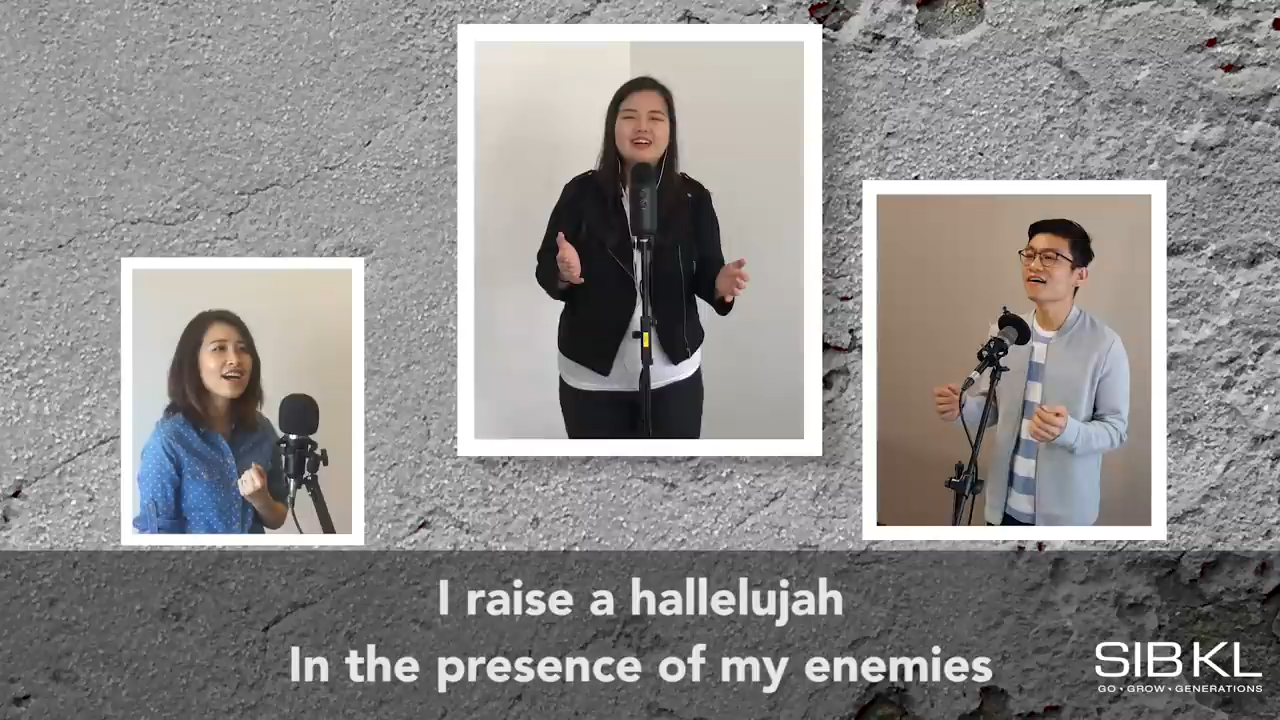 I raise a hallelujah
In the presence of my enemies
SIBKL
GO • GROW • GENERATIONS